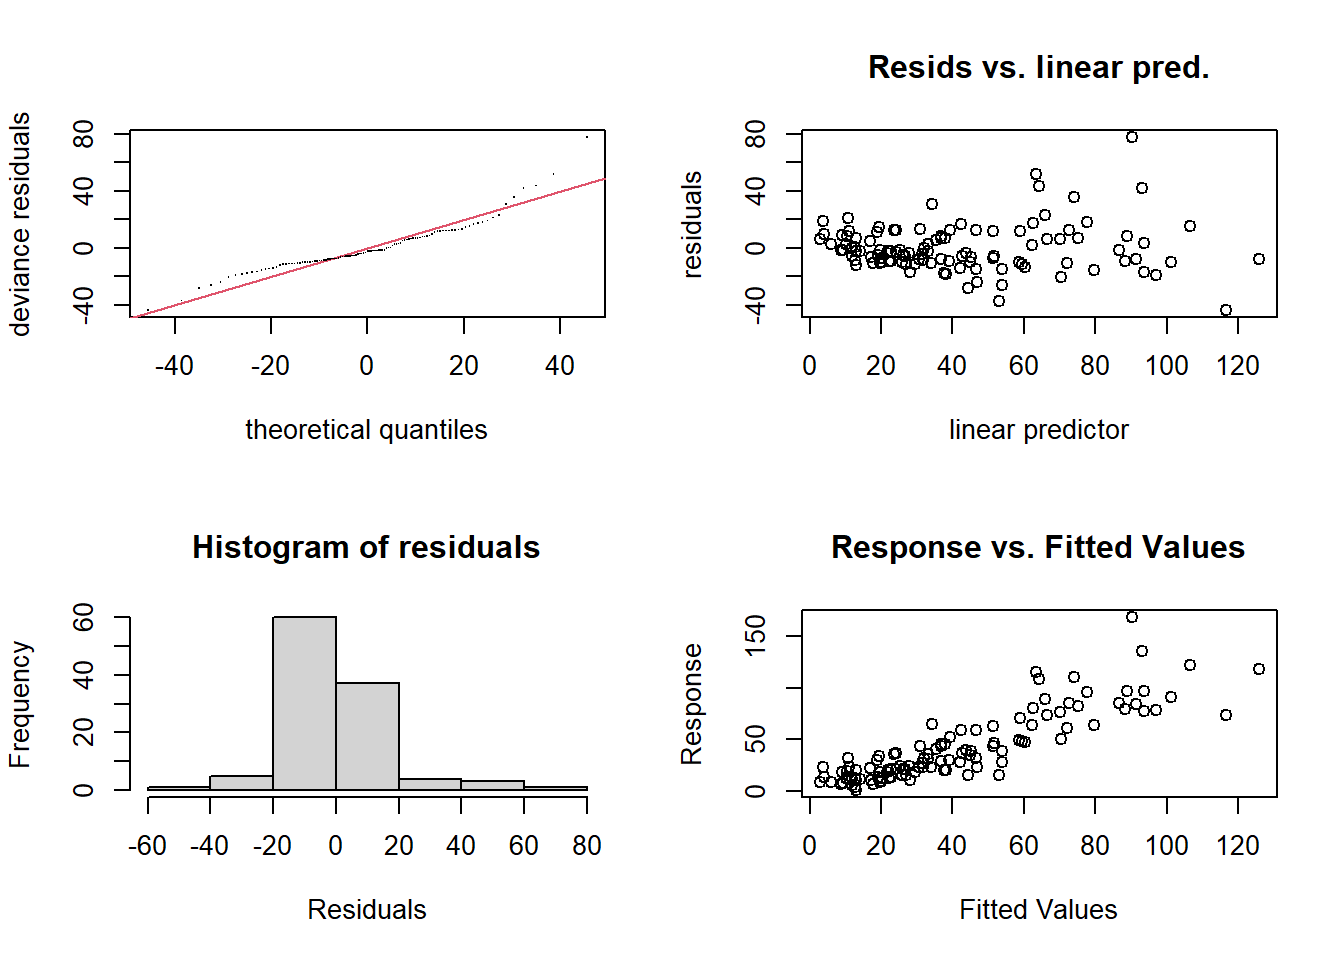 deviance residuals
80
40
0
-40
-40 -20 0 20 40
theoretical quantiles
Resids vs. linear pred.
residuals
80
40
0
-40
0 20 40 60 80 100 120
linear predictor
Histogram of residuals
Frequency
60
40
20
0
-60 -40 -20 0 20 40 60 80
Residuals
Response vs. Fitted Values
Response
150
50
0
0 20 40 60 80 100 120
Fitted Values